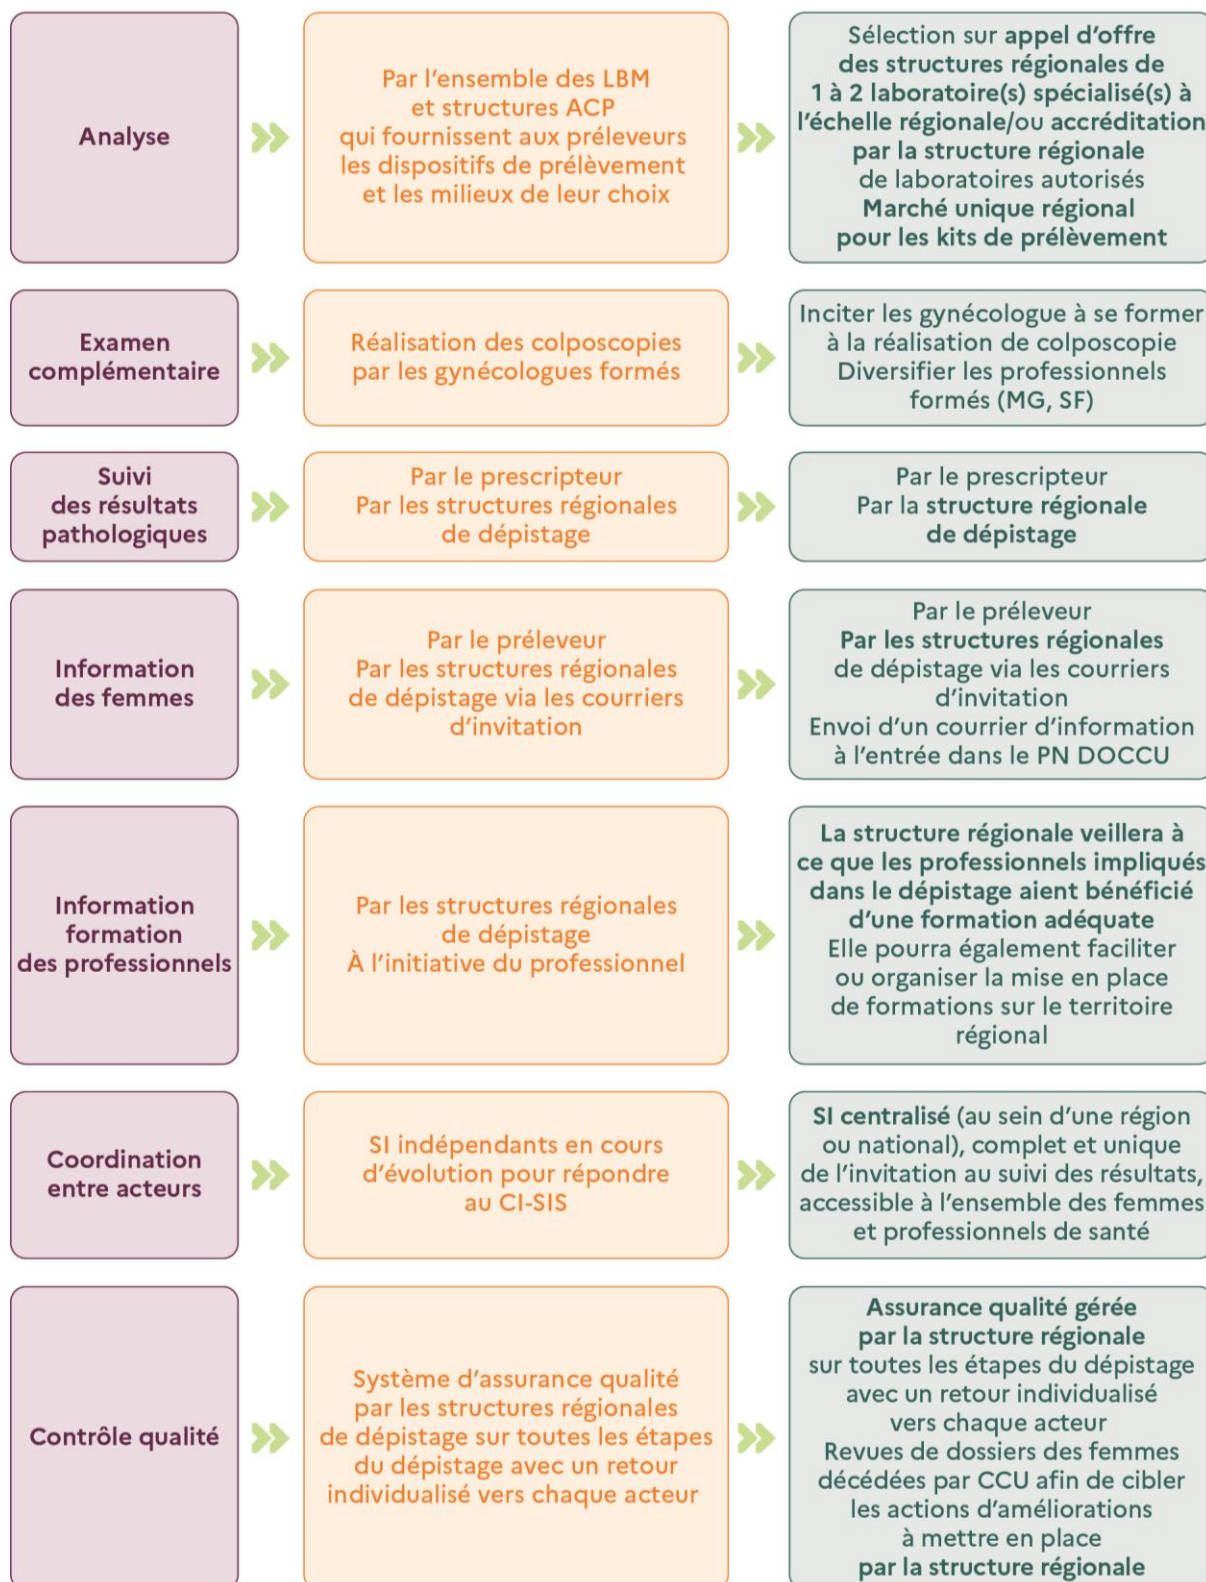 Analyse
Par l'ensemble des LBM
et structures ACP
qui fournissent aux préleveurs
les dispositifs de prélèvement
et les milieux de leur choix
Sélection sur appel d'offre
des structures régionales de
1 à 2 laboratoire(s) spécialisé(s) à
l'échelle régionale/ou accréditation
par la structure régionale
de laboratoires autorisés
Marché unique régional
pour les kits de prélèvement
Examen
complémentaire
Réalisation des colposcopies
par les gynécologues formés
Inciter les gynécologue à se former
à la réalisation de colposcopie
Diversifier les professionnels
formés (MG, SF)
Suivi
des résultats
pathologiques
Par le prescripteur
Par les structures régionales
de dépistage
Par le prescripteur
Par la structure régionale
de dépistage
Information
des femmes
Par le préleveur
Par les structures régionales
de dépistage via les courriers
d'invitation
Par le préleveur
Par les structures régionales
de dépistage via les courriers
d'invitation
Envoi d'un courrier d'information
à l'entrée dans le PN DOCCU
Information
formation
des professionnels
Par les structures régionales
de dépistage
À l'initiative du professionnel
La structure régionale veillera à
ce que les professionnels impliqués
dans le dépistage aient bénéficié
d'une formation adéquate
Elle pourra également faciliter
ou organiser la mise en place
de formations sur le territoire
régional
Coordination
entre acteurs
SI indépendants en cours
d'évolution pour répondre
au CI-SIS
SI centralisé (au sein d'une région
ou national), complet et unique
de l'invitation au suivi des résultats,
accessible à l'ensemble des femmes
et professionnels de santé
Contrôle qualité
Système d'assurance qualité
par les structures régionales
de dépistage sur toutes les étapes
du dépistage avec un retour
individualisé vers chaque acteur
Assurance qualité gérée
par la structure régionale
sur toutes les étapes du dépistage
avec un retour individualisé
vers chaque acteur
Revues de dossiers des femmes
décédées par CCU afin de cibler
les actions d'améliorations
à mettre en place
par la structure régionale